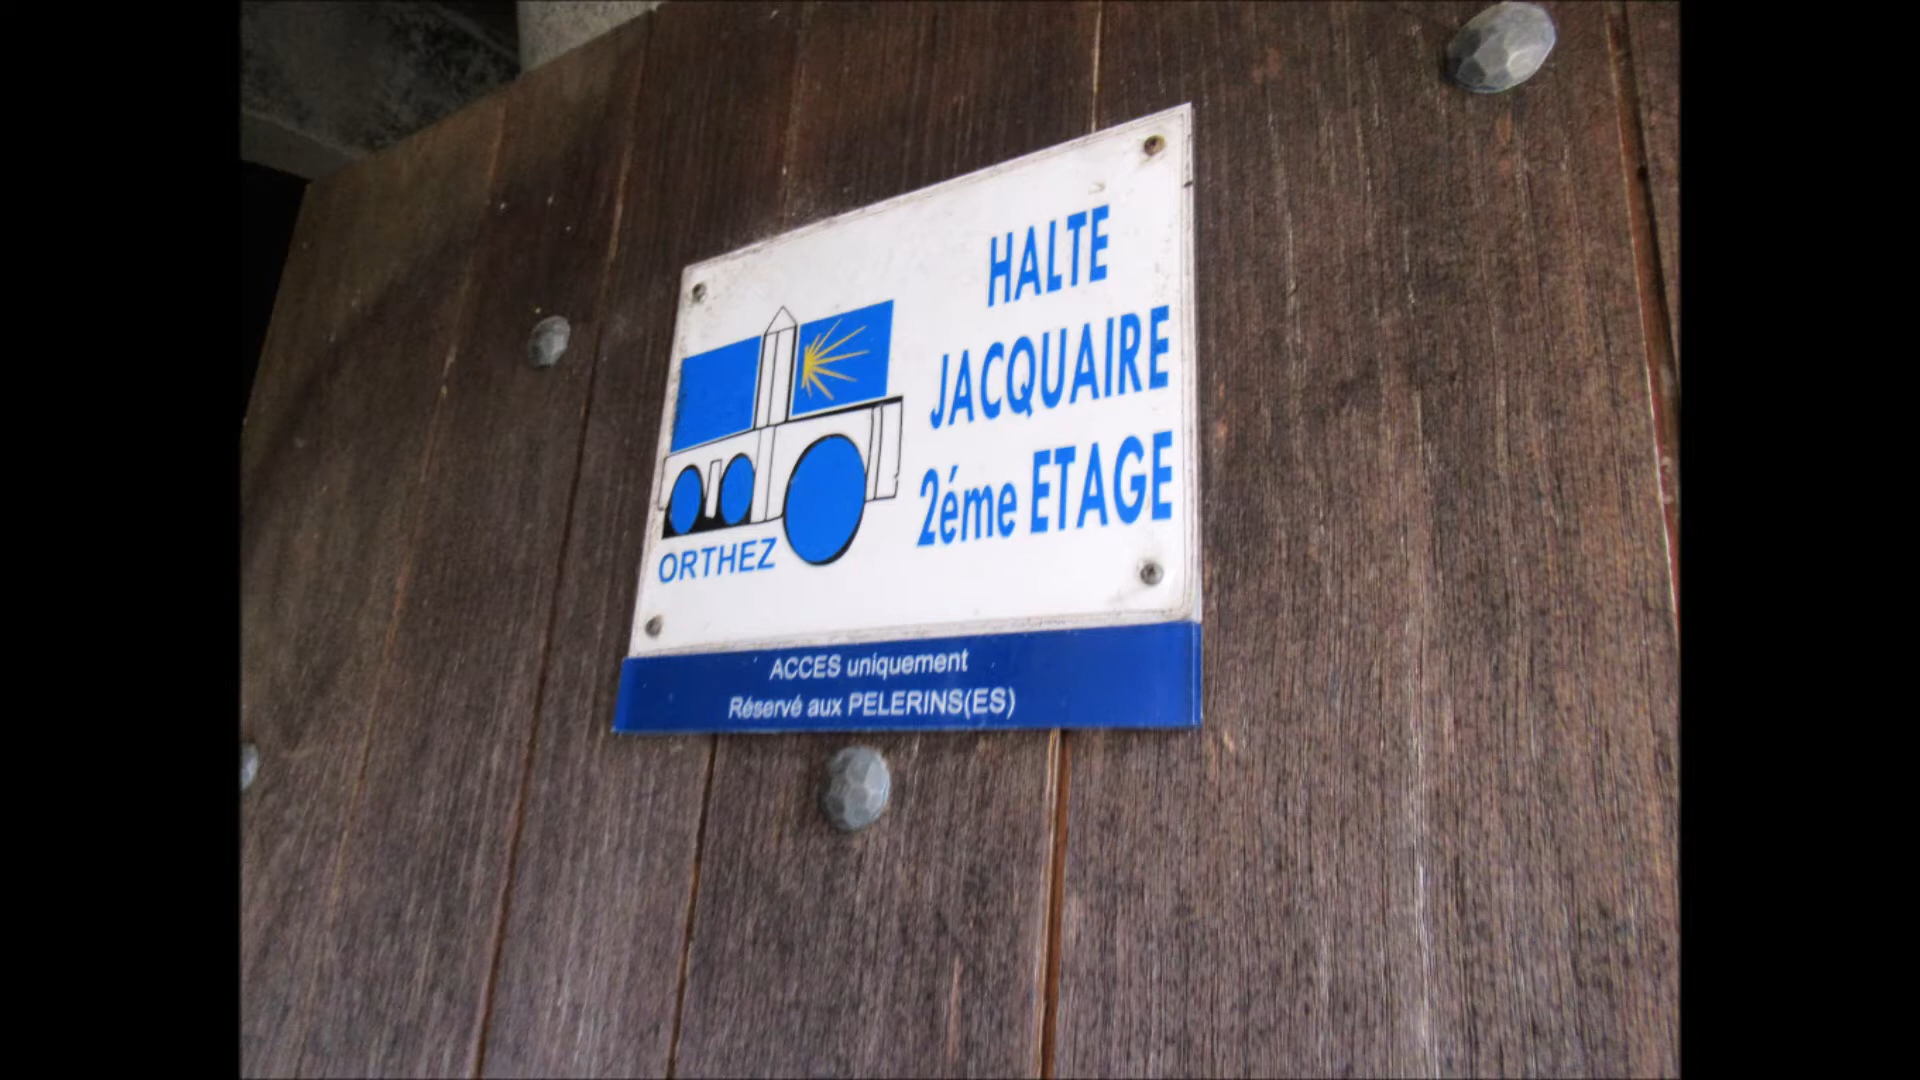 HALTE
JACQUAIRE
2éme ETAGE
ORTHEZ
ACCES uniquement
Réservé aux PELERINS(ES)